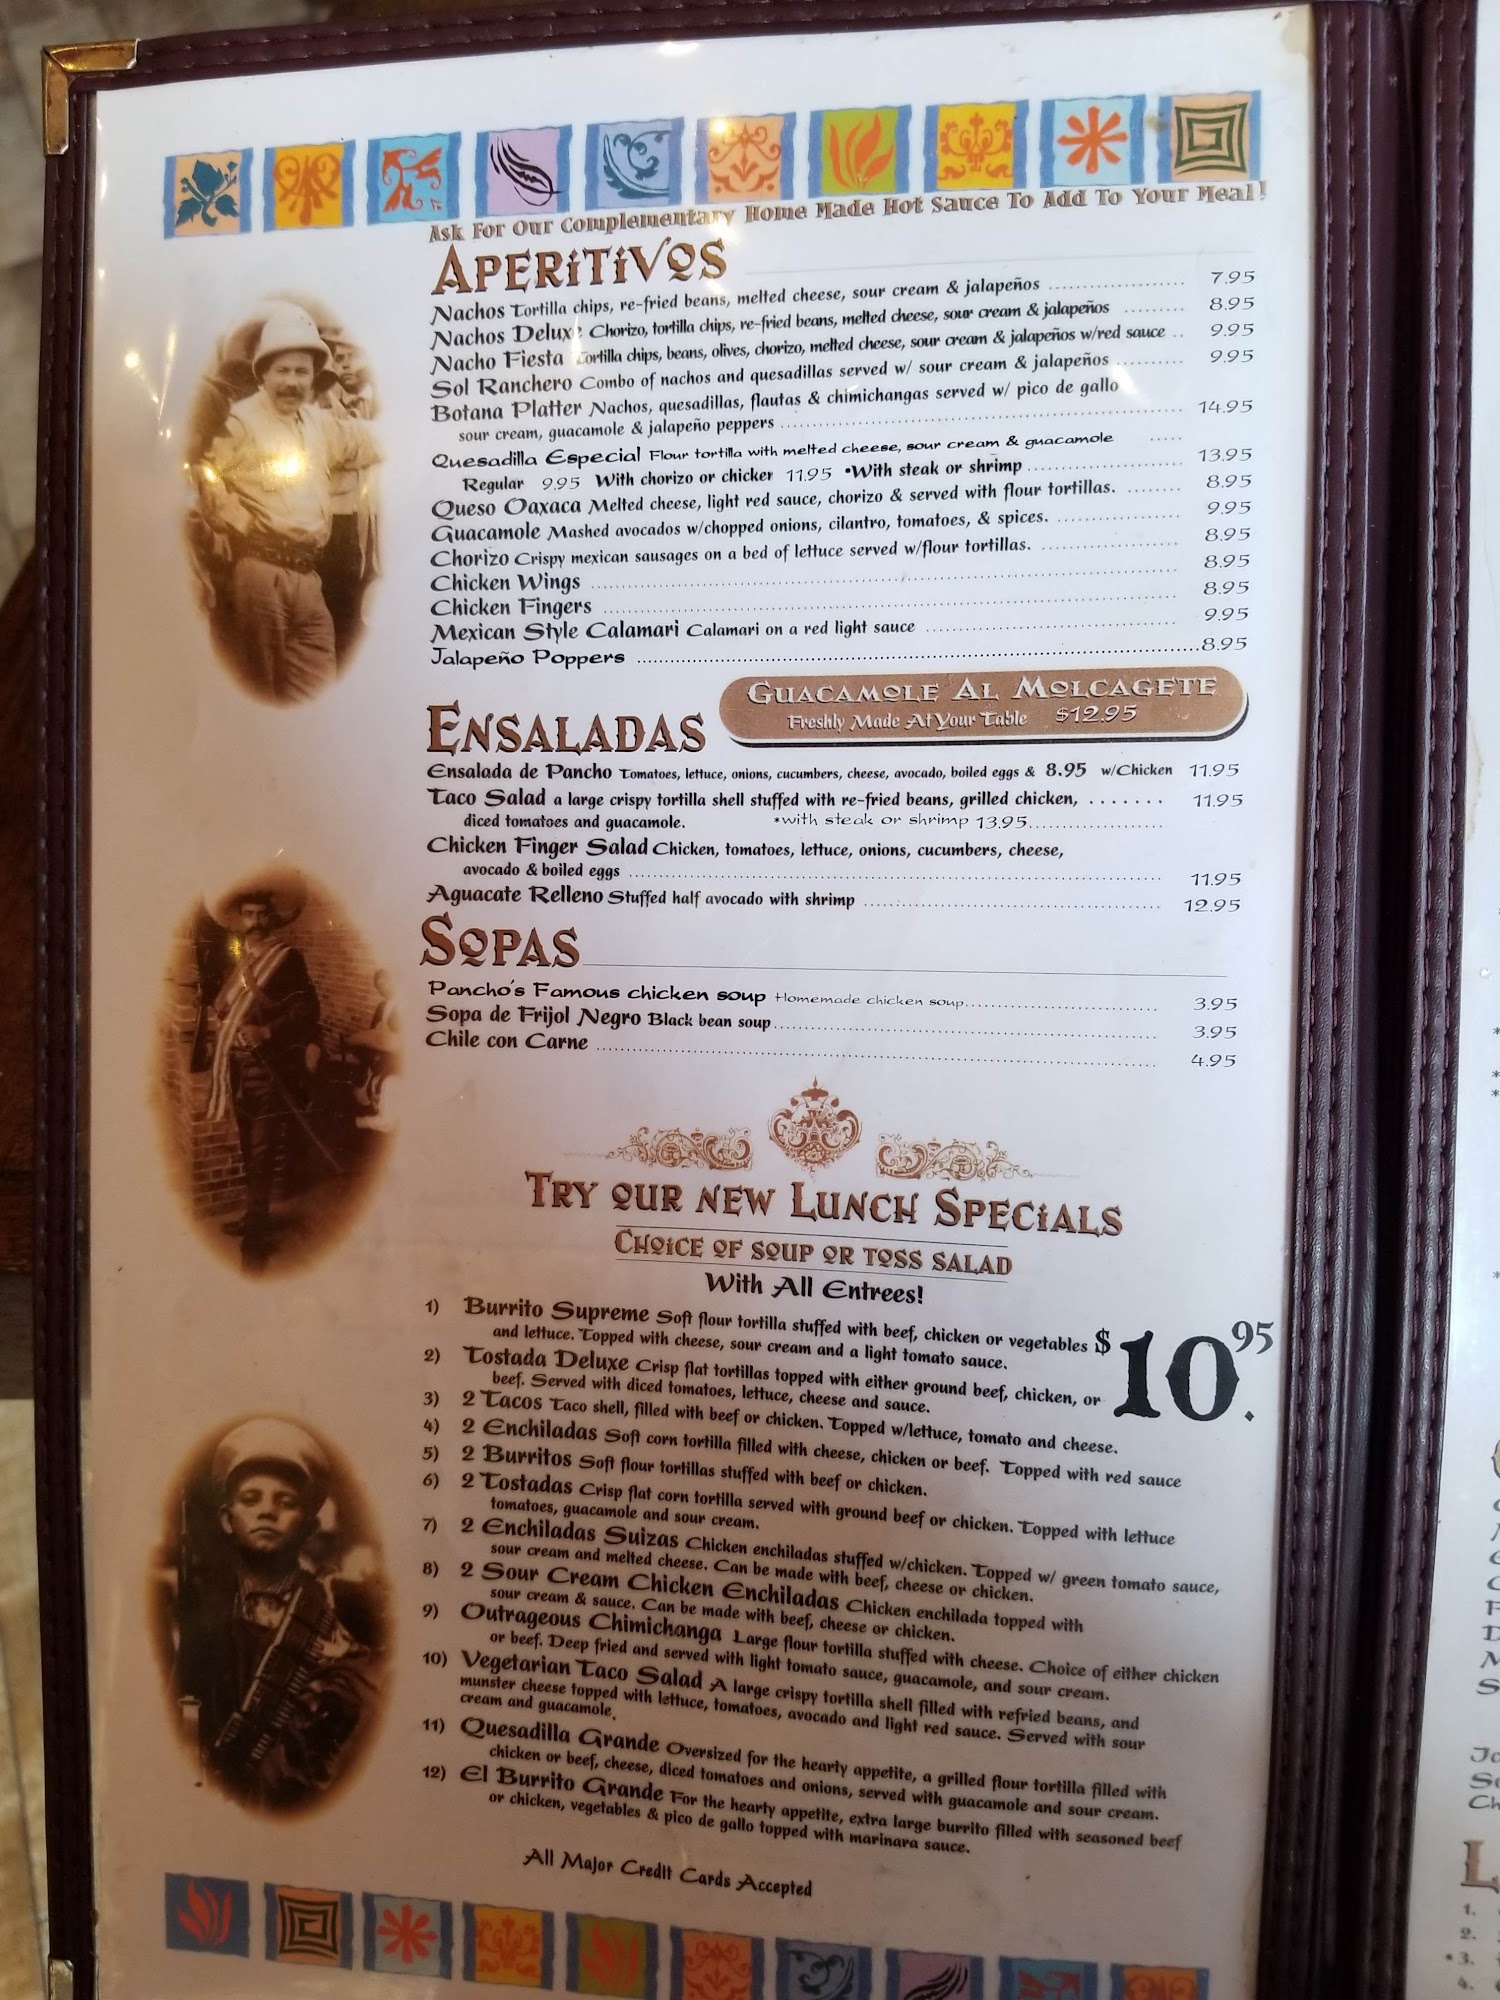 Ask For Our Complementary Home Made Hot Sauce To Add To Your Meal!
Aperitivos
Nachos Tortilla chips, re-fried beans, melted cheese, sour cream & jalapeños .......... 7.95
Nachos Deluxe Chorizo, tortilla chips, re-fried beans, melted cheese, sour cream & jalapeños .......... 8.95
Nacho Fiesta Tortilla chips, beans, olives, chorizo, melted cheese, sour cream & jalapeños w/red sauce .. 9.95
Sol Ranchero Combo of nachos and quesadillas served w/ sour cream & jalapeños .......... 9.95
Botana Platter Nachos, quesadillas, flautas & chimichangas served w/ pico de gallo
sour cream, guacamole & jalapeño peppers .......... 14.95
Quesadilla Especial Flour tortilla with melted cheese, sour cream & guacamole .....
Regular 9.95 With chorizo or chicken 11.95 •With steak or shrimp .......... 13.95
Queso Oaxaca Melted cheese, light red sauce, chorizo & served with flour tortillas. ........ 8.95
Guacamole Mashed avocados w/chopped onions, cilantro, tomatoes, & spices. .......... 9.95
Chorizo Crispy mexican sausages on a bed of lettuce served w/flour tortillas. .......... 8.95
Chicken Wings .......... 8.95
Chicken Fingers .......... 8.95
Mexican Style Calamari Calamari on a red light sauce .......... 9.95
Jalapeño Poppers .......... 8.95
Guacamole Al Molcagete
Freshly Made At Your Table $12.95
Ensaladas
Ensalada de Pancho Tomatoes, lettuce, onions, cucumbers, cheese, avocado, boiled eggs & 8.95 w/Chicken 11.95
Taco Salad a large crispy tortilla shell stuffed with re-fried beans, grilled chicken, ....... 11.95
diced tomatoes and guacamole. *with steak or shrimp 13.95..........
Chicken Finger Salad Chicken, tomatoes, lettuce, onions, cucumbers, cheese,
avocado & boiled eggs .......... 11.95
Aguacate Relleno Stuffed half avocado with shrimp .......... 12.95
Sopas
Pancho's Famous chicken soup Homemade chicken soup.......... 3.95
Sopa de Frijol Negro Black bean soup.......... 3.95
Chile con Carne .......... 4.95
Try our new Lunch Specials
Choice of soup or toss salad
With All Entrees!
$10.95
1) Burrito Supreme Soft flour tortilla stuffed with beef, chicken or vegetables
and lettuce. Topped with cheese, sour cream and a light tomato sauce.
2) Tostada Deluxe Crisp flat tortillas topped with either ground beef, chicken, or
beef. Served with diced tomatoes, lettuce, cheese and sauce.
3) 2 Tacos Taco shell, filled with beef or chicken. Topped w/lettuce, tomato and cheese.
4) 2 Enchiladas Soft corn tortilla filled with cheese, chicken or beef. Topped with red sauce
5) 2 Burritos Soft flour tortillas stuffed with beef or chicken.
6) 2 Tostadas Crisp flat corn tortilla served with ground beef or chicken. Topped with lettuce
tomatoes, guacamole and sour cream.
7) 2 Enchiladas Suizas Chicken enchiladas stuffed w/chicken. Topped w/ green tomato sauce,
sour cream and melted cheese. Can be made with beef, cheese or chicken.
8) 2 Sour Cream Chicken Enchiladas Chicken enchilada topped with
sour cream & sauce. Can be made with beef, cheese or chicken.
9) Outrageous Chimichanga Large flour tortilla stuffed with cheese. Choice of either chicken
or beef. Deep fried and served with light tomato sauce, guacamole, and sour cream.
10) Vegetarian Taco Salad A large crispy tortilla shell filled with refried beans, and
munster cheese topped with lettuce, tomatoes, avocado and light red sauce. Served with sour
cream and guacamole.
11) Quesadilla Grande Oversized for the hearty appetite, a grilled flour tortilla filled with
chicken or beef, cheese, diced tomatoes and onions, served with guacamole and sour cream.
12) El Burrito Grande For the hearty appetite, extra large burrito filled with seasoned beef
or chicken, vegetables & pico de gallo topped with marinara sauce.
All Major Credit Cards Accepted
1.
2.
•3.
4.